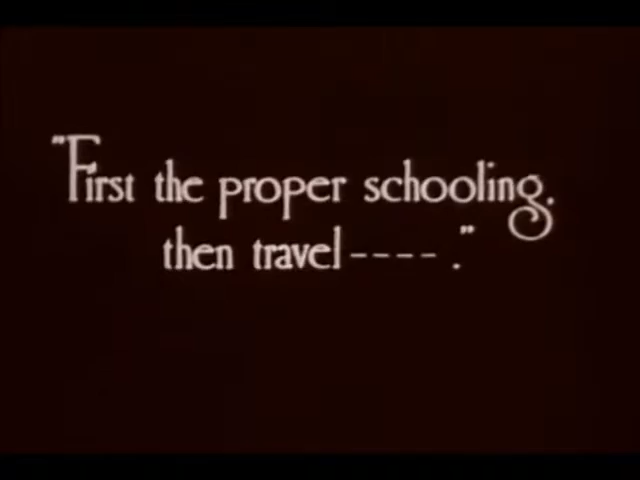 "First the proper schooling,
then travel----."